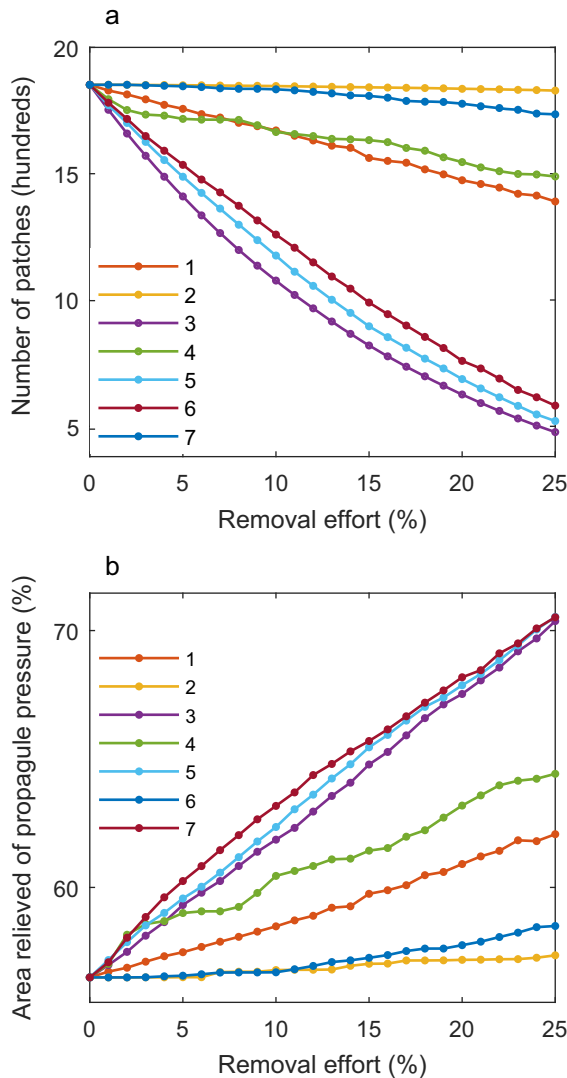 a
20
15
10
5
Number of patches (hundreds)
1
2
3
4
5
6
7
0 5 10 15 20 25
Removal effort (%)
b
70
60
Area relieved of propagule pressure (%)
1
2
3
4
5
6
7
0 5 10 15 20 25
Removal effort (%)